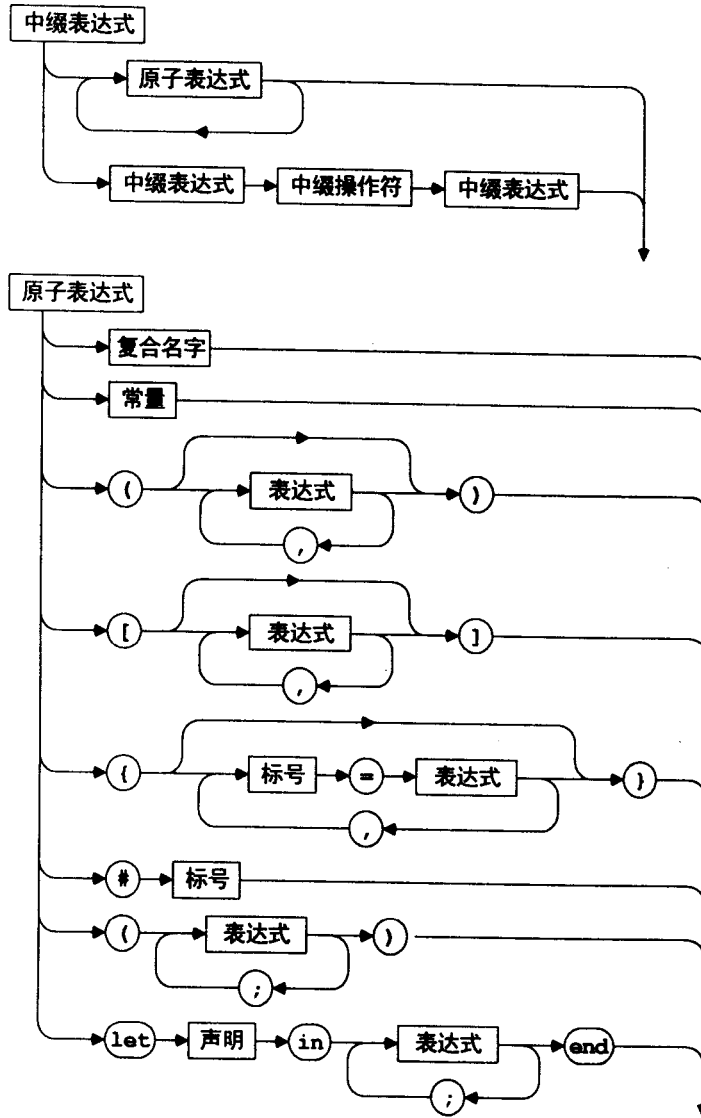 中缀表达式
原子表达式
中缀表达式 中缀操作符 中缀表达式
原子表达式
复合名字
常量
( 表达式 )
,
[ 表达式 ]
,
{ 标号 = 表达式 }
,
# 标号
( 表达式 )
;
let 声明 in 表达式 end
;